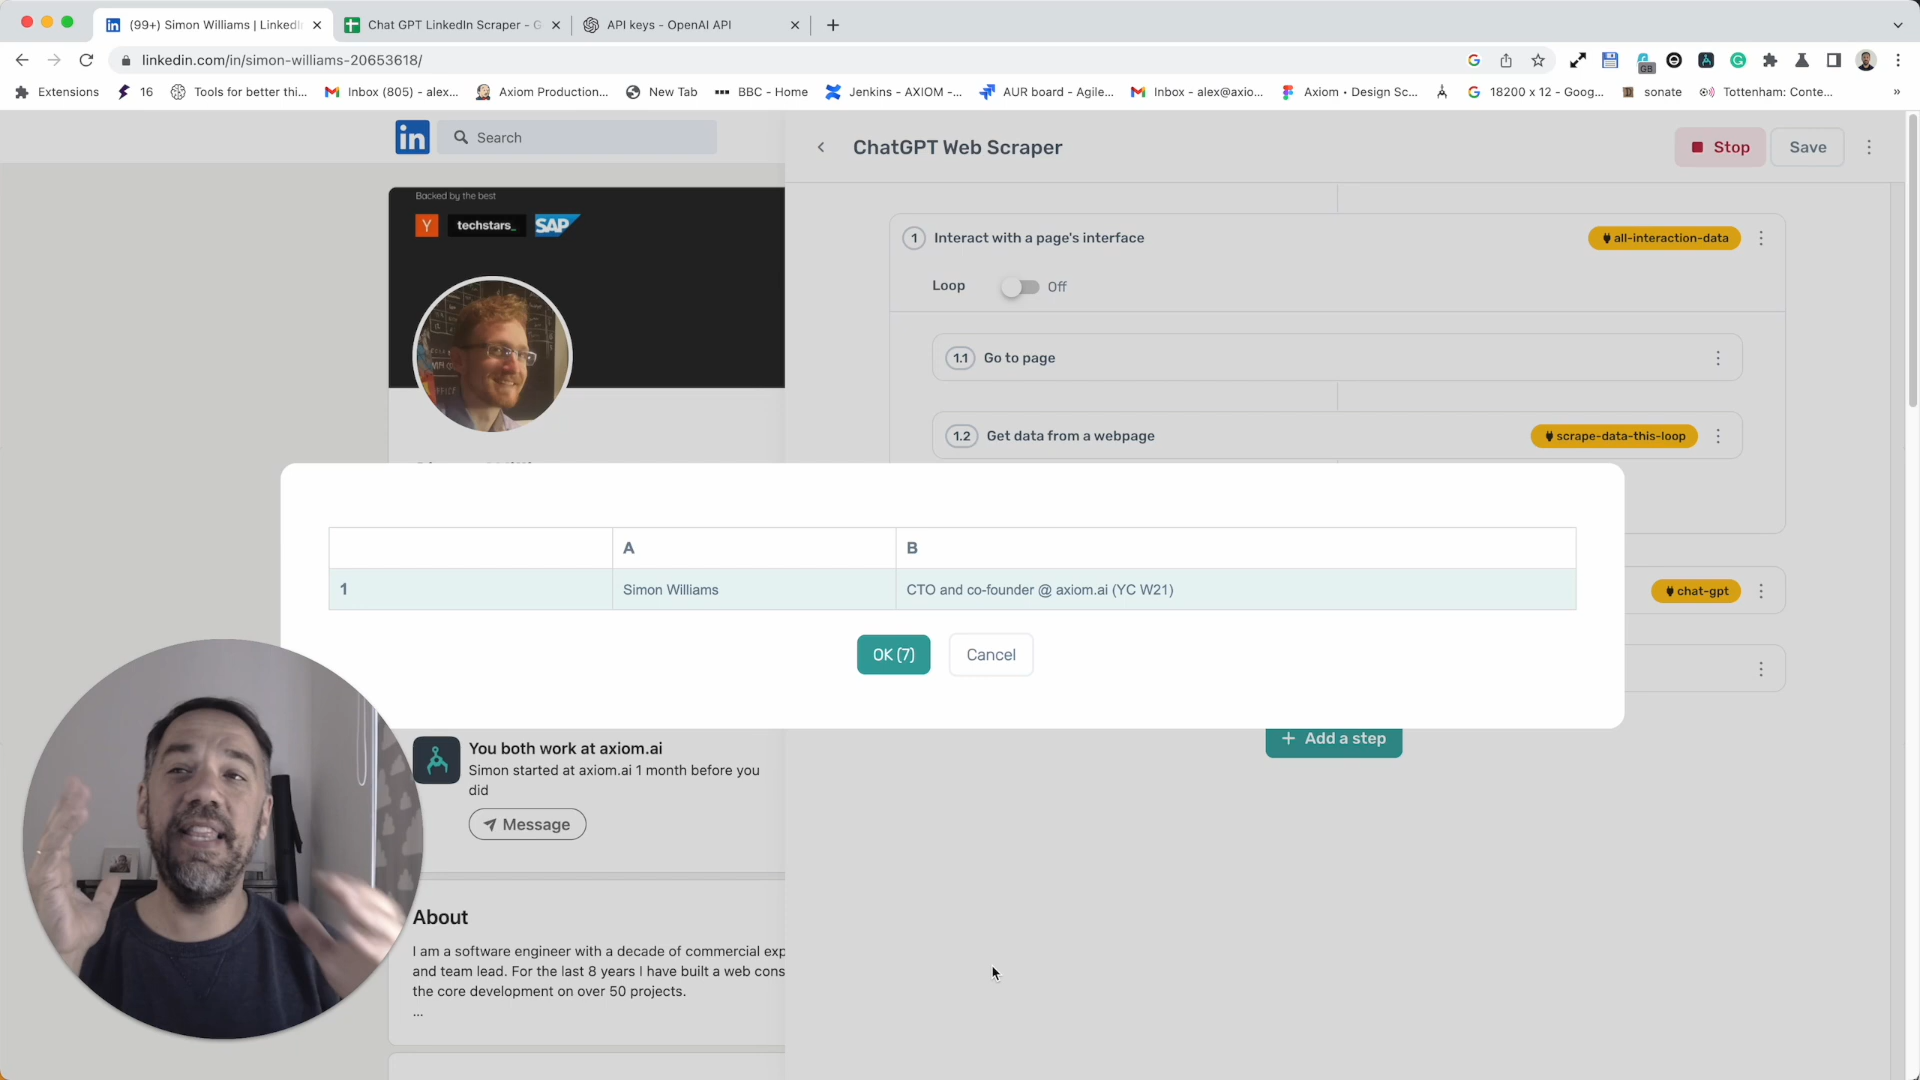 (99+) Simon Williams | LinkedIn
Chat GPT LinkedIn Scraper - G
API keys - OpenAI API
linkedin.com/in/simon-williams-20653618/
GB
Extensions
16
Tools for better thi...
Inbox (805) - alex...
Axiom Production...
New Tab
BBC - Home
Jenkins - AXIOM -...
AUR board - Agile...
Inbox - alex@axio...
Axiom • Design Sc...
18200 x 12 - Goog...
sonate
Tottenham: Conte...
»
in
Search
ChatGPT Web Scraper
Stop
Save
Backed by the best
Y
techstars_
SAP
1 Interact with a page's interface
all-interaction-data
Loop
Off
1.1 Go to page
1.2 Get data from a webpage
scrape-data-this-loop
A
B
1
Simon Williams
CTO and co-founder @ axiom.ai (YC W21)
chat-gpt
OK (7)
Cancel
+ Add a step
You both work at axiom.ai
Simon started at axiom.ai 1 month before you
did
Message
About
I am a software engineer with a decade of commercial exp
and team lead. For the last 8 years I have built a web cons
the core development on over 50 projects.
...